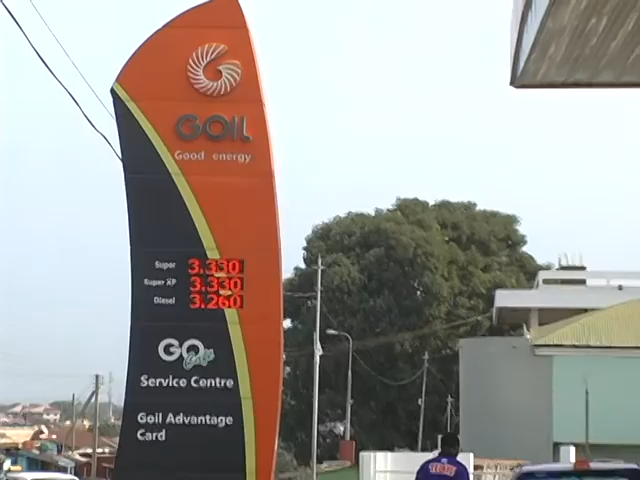 GOIL
Good energy
Super 3.330
Super XP 3.330
Diesel 3.260
GO
Service Centre
Goil Advantage
Card